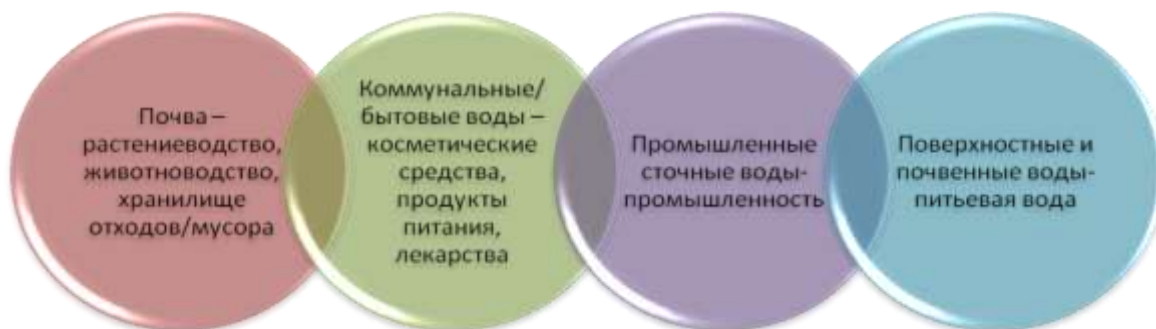 Почва –
растениеводство,
животноводство,
хранилище
отходов/мусора
Коммунальные/
бытовые воды –
косметические
средства,
продукты
питания,
лекарства
Промышленные
сточные воды-
промышленность
Поверхностные и
почвенные воды-
питьевая вода